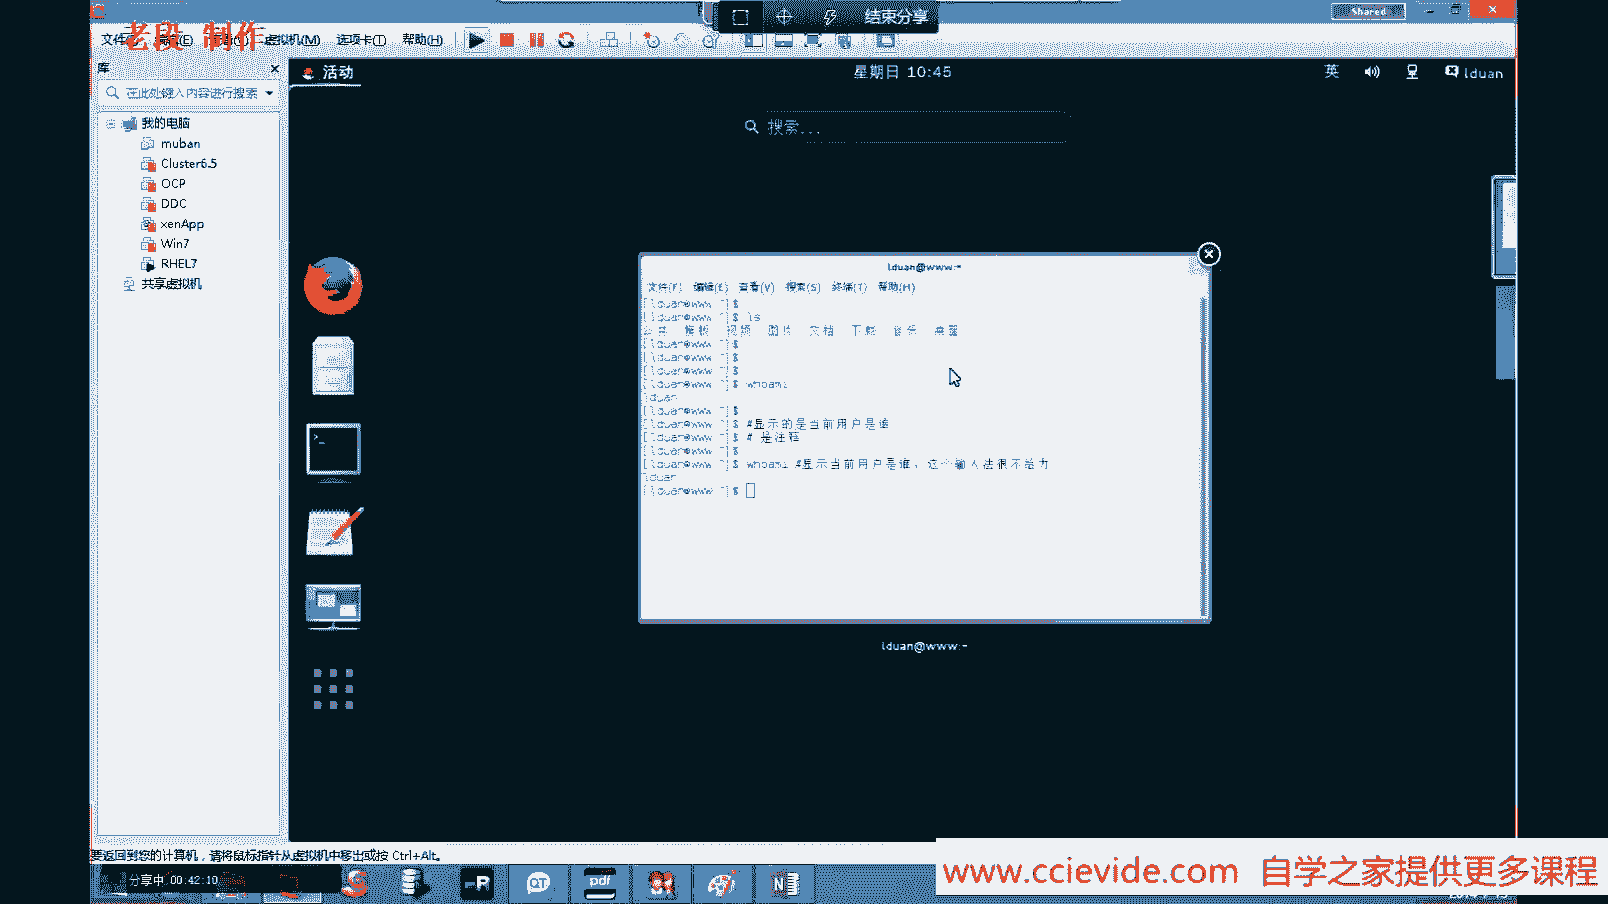 老段 制作
结束分享
Shared
虚拟机(M) 选项卡(T) 帮助(H)
库
在此处键入内容进行搜索
我的电脑
muban
Cluster6.5
OCP
DDC
xenApp
Win7
RHEL7
共享虚拟机
活动
星期日 10:45
英
lduan
搜索...
lduan@www:~
文件(F) 编辑(E) 查看(V) 搜索(S) 终端(T) 帮助(H)
[lduan@www ~]$
[lduan@www ~]$ ls
模板 视频 图片 文档 下载 音乐 桌面
[lduan@www ~]$
[lduan@www ~]$
[lduan@www ~]$
[lduan@www ~]$ whoami
lduan
[lduan@www ~]$
[lduan@www ~]$ #显示的是当前用户是谁
[lduan@www ~]$ # 是注释
[lduan@www ~]$
[lduan@www ~]$ whoami #显示当前用户是谁，这个输入法很不给力
lduan
[lduan@www ~]$
lduan@www:~
要返回到您的计算机，请将鼠标指针从虚拟机中移出或按 Ctrl+Alt。
分享中 00:42:10
QT
pdf
www.ccievide.com 自学之家提供更多课程